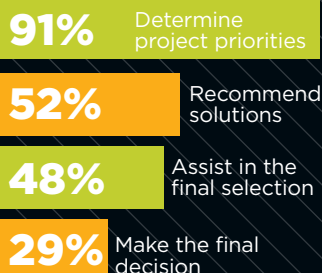 91% Determine
project priorities
52% Recommend
solutions
48% Assist in the
final selection
29% Make the final
decision